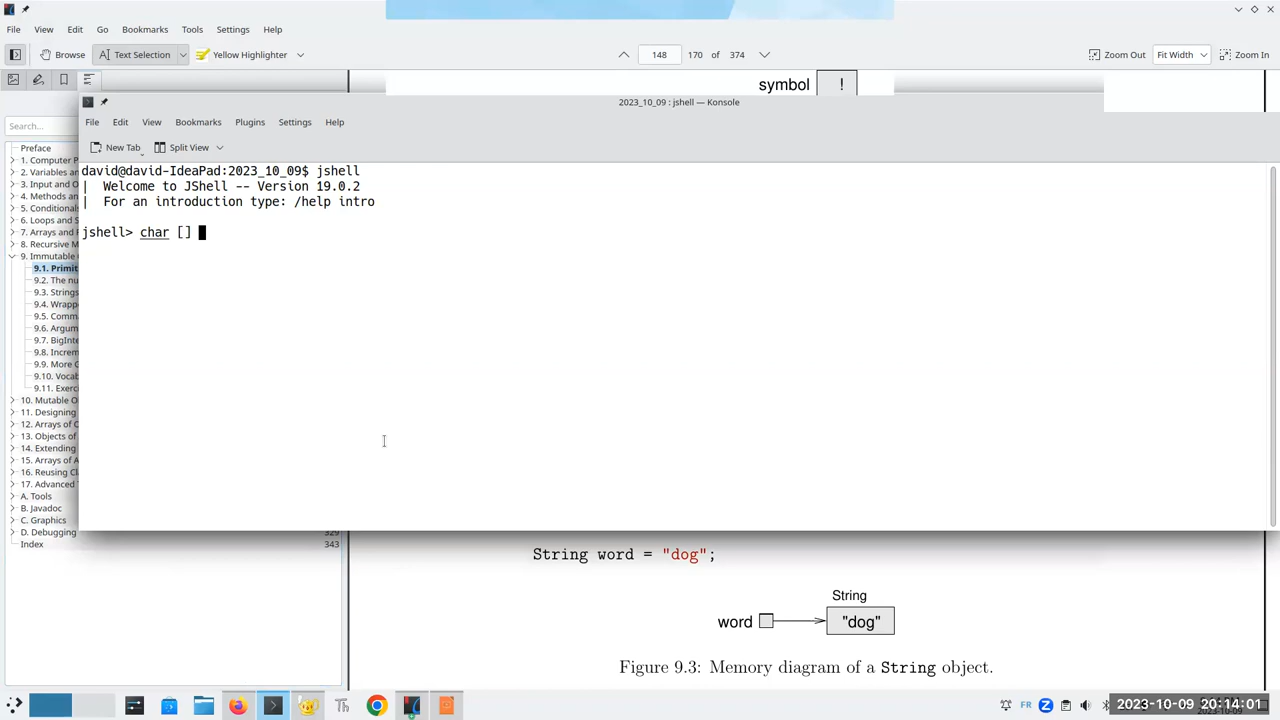 File View Edit Go Bookmarks Tools Settings Help
Browse Text Selection Yellow Highlighter 148 170 of 374 Zoom Out Fit Width Zoom In
symbol !
2023_10_09 : jshell — Konsole
File Edit View Bookmarks Plugins Settings Help
New Tab Split View
Search...
Preface
1. Computer P
2. Variables an
3. Input and O
4. Methods an
5. Conditionals
6. Loops and S
7. Arrays and
8. Recursive M
9. Immutable
9.1. Primit
9.2. The nu
9.3. Strings
9.4. Wrapp
9.5. Comma
9.6. Argum
9.7. BigInte
9.8. Increm
9.9. More
9.10. Vocab
9.11. Exerci
10. Mutable O
11. Designing
12. Arrays of
13. Objects of
14. Extending
15. Arrays of A
16. Reusing Cl
17. Advanced T
A. Tools
B. Javadoc
C. Graphics
D. Debugging 329
Index 343
david@david-IdeaPad:2023_10_09$ jshell
| Welcome to JShell -- Version 19.0.2
| For an introduction type: /help intro
jshell> char []
String word = "dog";
String
word "dog"
Figure 9.3: Memory diagram of a String object.
FR 2023-10-09 20:14:01